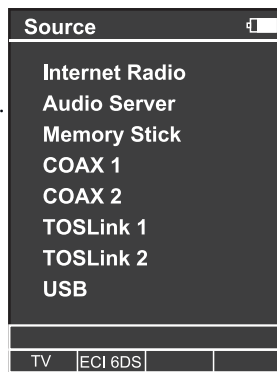 Source
Internet Radio
Audio Server
Memory Stick
COAX 1
COAX 2
TOSLink 1
TOSLink 2
USB
TV ECI 6DS